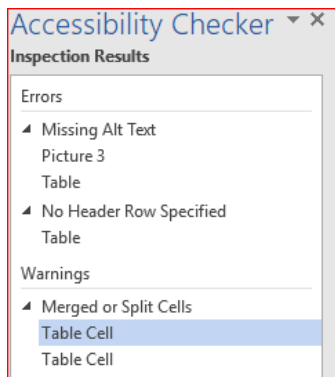 Accessibility Checker
Inspection Results
Errors
Missing Alt Text
Picture 3
Table
No Header Row Specified
Table
Warnings
Merged or Split Cells
Table Cell
Table Cell